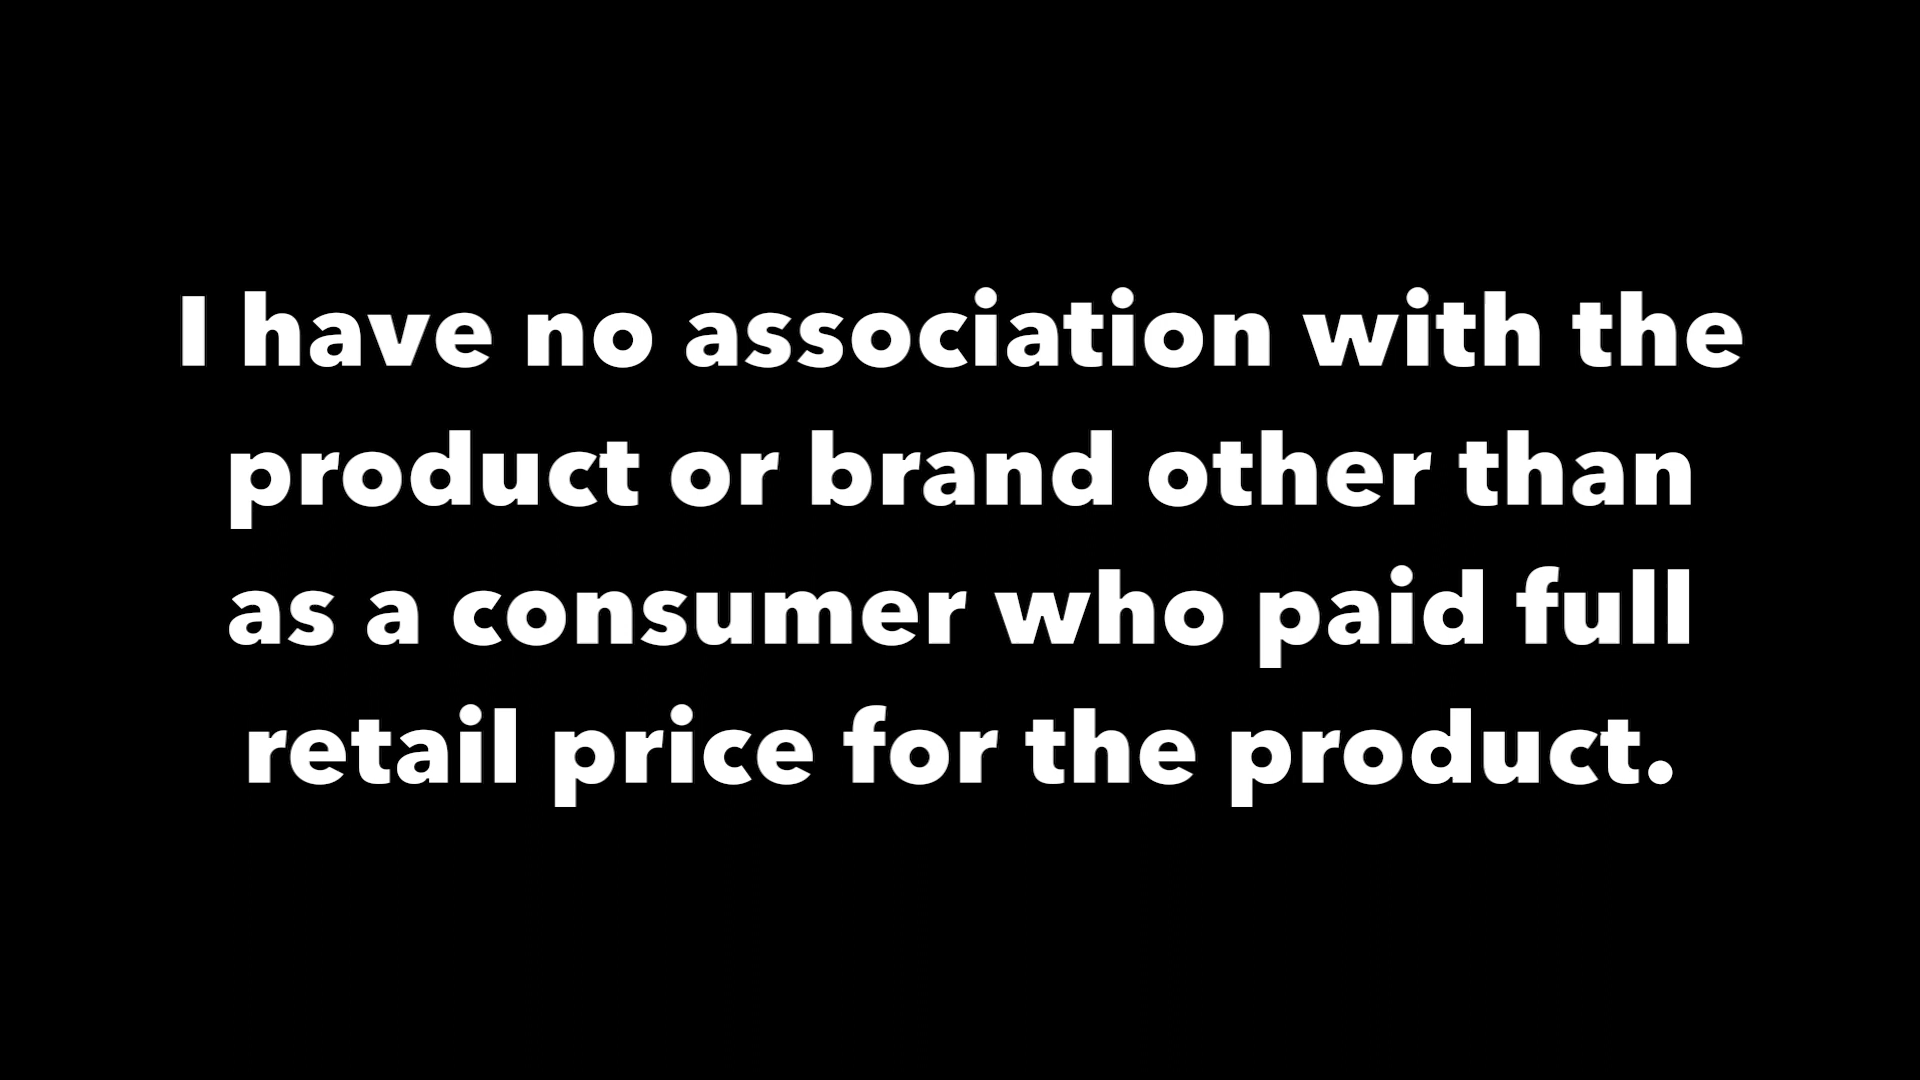 I have no association with the
product or brand other than
as a consumer who paid full
retail price for the product.